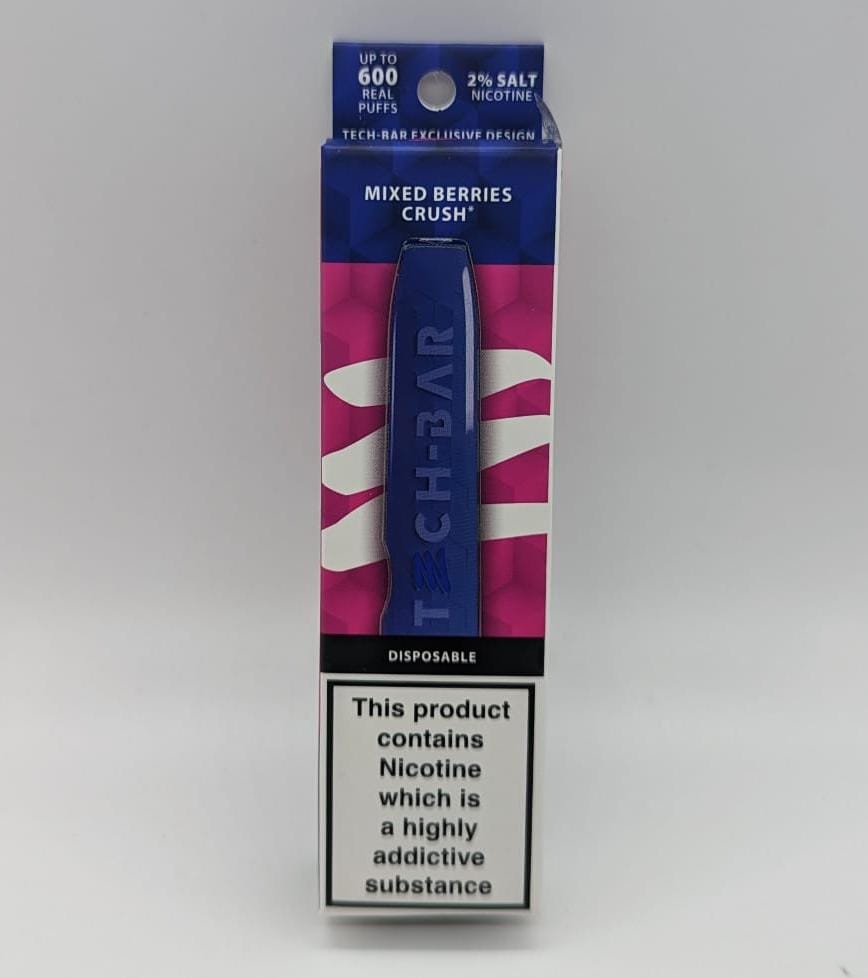 UP TO
600
REAL
PUFFS
2% SALT
NICOTINE
TECH-BAR EXCLUSIVE DESIGN
MIXED BERRIES
CRUSH*
TECH-BAR
DISPOSABLE
This product
contains
Nicotine
which is
a highly
addictive
substance